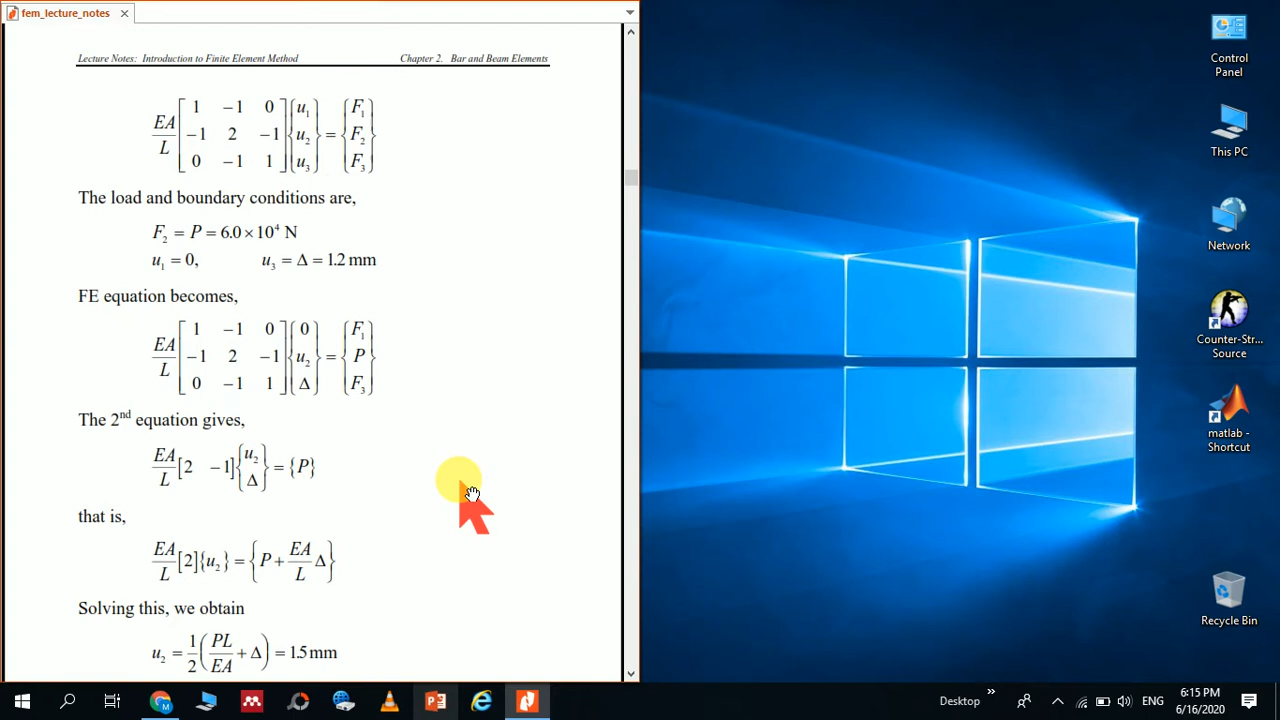 fem_lecture_notes
Lecture Notes: Introduction to Finite Element Method Chapter 2. Bar and Beam Elements
EA/L [1 −1 0; −1 2 −1; 0 −1 1] {u₁; u₂; u₃} = {F₁; F₂; F₃}
The load and boundary conditions are,
F₂ = P = 6.0 × 10⁴ N
u₁ = 0, u₃ = Δ = 1.2 mm
FE equation becomes,
EA/L [1 −1 0; −1 2 −1; 0 −1 1] {0; u₂; Δ} = {F₁; P; F₃}
The 2nd equation gives,
EA/L [2 −1] {u₂; Δ} = {P}
that is,
EA/L [2]{u₂} = {P + EA/L Δ}
Solving this, we obtain
u₂ = 1/2 (PL/EA + Δ) = 1.5 mm
Control
Panel
This PC
Network
Counter-Str...
Source
matlab -
Shortcut
Recycle Bin
Desktop
ENG
6:15 PM
6/16/2020